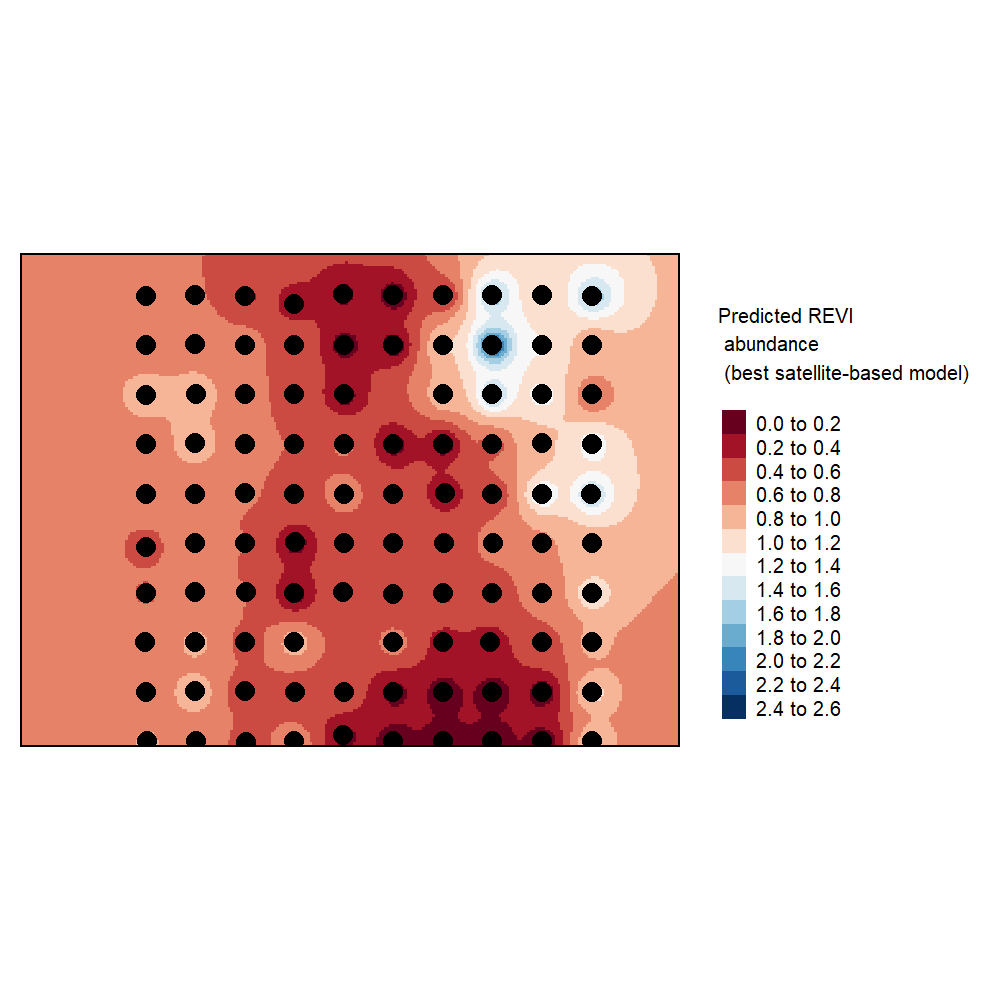 Predicted REVI
abundance
(best satellite-based model)
0.0 to 0.2
0.2 to 0.4
0.4 to 0.6
0.6 to 0.8
0.8 to 1.0
1.0 to 1.2
1.2 to 1.4
1.4 to 1.6
1.6 to 1.8
1.8 to 2.0
2.0 to 2.2
2.2 to 2.4
2.4 to 2.6